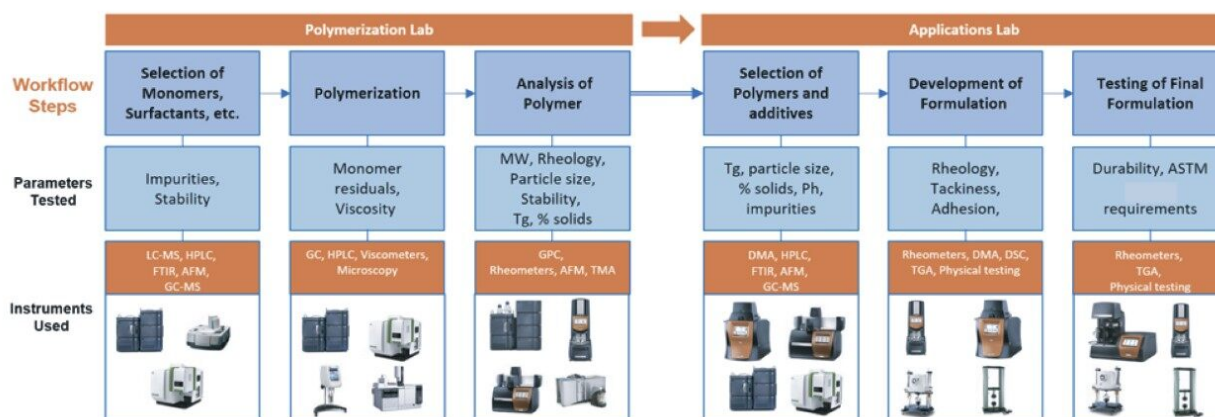 Polymerization Lab
Applications Lab
Workflow
Steps
Selection of
Monomers,
Surfactants, etc.
Polymerization
Analysis of
Polymer
Selection of
Polymers and
additives
Development of
Formulation
Testing of Final
Formulation
Parameters
Tested
Impurities,
Stability
Monomer
residuals,
Viscosity
MW, Rheology,
Particle size,
Stability,
Tg, % solids
Tg, particle size,
% solids, Ph,
impurities
Rheology,
Tackiness,
Adhesion,
Durability, ASTM
requirements
Instruments
Used
LC-MS, HPLC,
FTIR, AFM,
GC-MS
GC, HPLC, Viscometers,
Microscopy
GPC,
Rheometers, AFM, TMA
DMA, HPLC,
FTIR, AFM,
GC-MS
Rheometers, DMA, DSC,
TGA, Physical testing
Rheometers,
TGA,
Physical testing